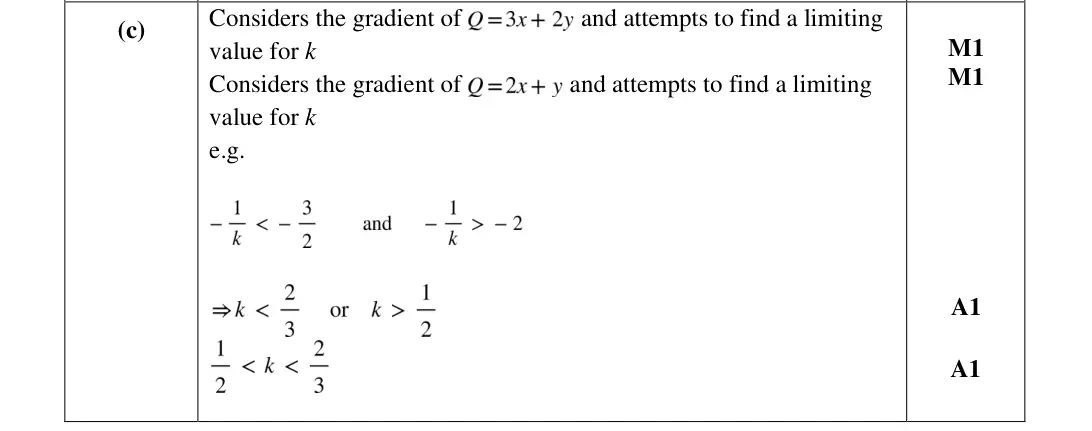 (c)
Considers the gradient of Q=3x+ 2y and attempts to find a limiting
value for k
M1
Considers the gradient of Q=2x+ y and attempts to find a limiting
value for k
M1
e.g.
− 1/k < − 3/2 and − 1/k > − 2
⇒k < 2/3 or k > 1/2
A1
1/2 < k < 2/3
A1